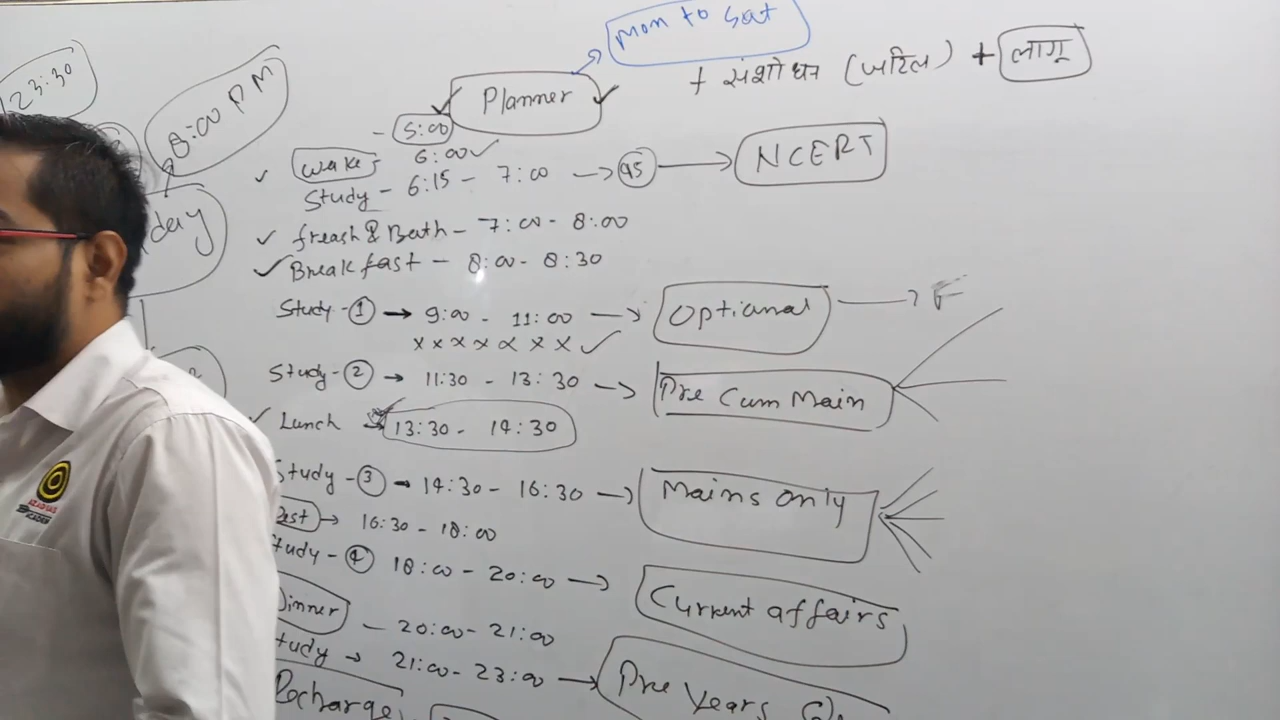 Mon to Sat
23:30
8:00 PM
Planner
+ संशोधन (जटिल) + लागू
- 5:00
Wake 6:00
Study - 6:15 - 7:00 → 45 → NCERT
day
freash & Bath - 7:00 - 8:00
Breakfast - 8:00 - 8:30
Study - 1 → 9:00 - 11:00 → Optional →
x x x x x x x
Study - 2 → 11:30 - 13:30 → Pre Cum Main
Lunch → 13:30 - 14:30
Study - 3 → 14:30 - 16:30 → Mains only
Rest → 16:30 - 18:00
Study - 4 18:00 - 20:00 → Current affairs
Dinner - 20:00 - 21:00
Study → 21:00 - 23:00 → Pre Years
Recharge